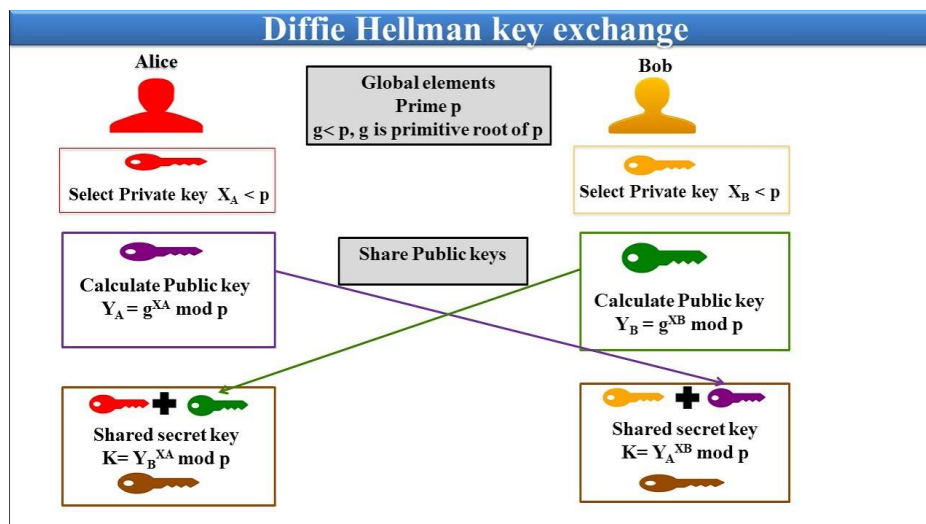 Diffie Hellman key exchange
Alice
Bob
Global elements
Prime p
g< p, g is primitive root of p
Select Private key X_A < p
Select Private key X_B < p
Share Public keys
Calculate Public key
Y_A = g^XA mod p
Calculate Public key
Y_B = g^XB mod p
Shared secret key
K= Y_B^XA mod p
Shared secret key
K= Y_A^XB mod p